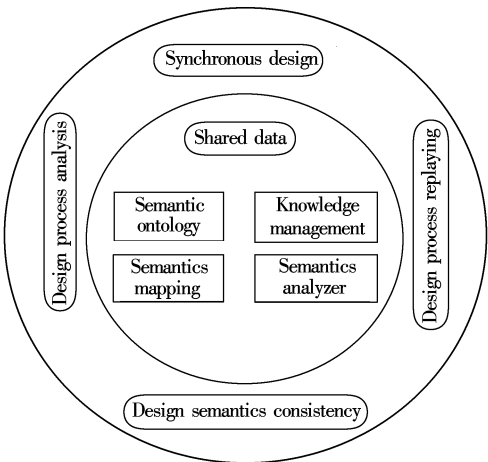 Synchronous design
Design process analysis
Shared data
Semantic
ontology
Knowledge
management
Semantics
mapping
Semantics
analyzer
Design process replaying
Design semantics consistency